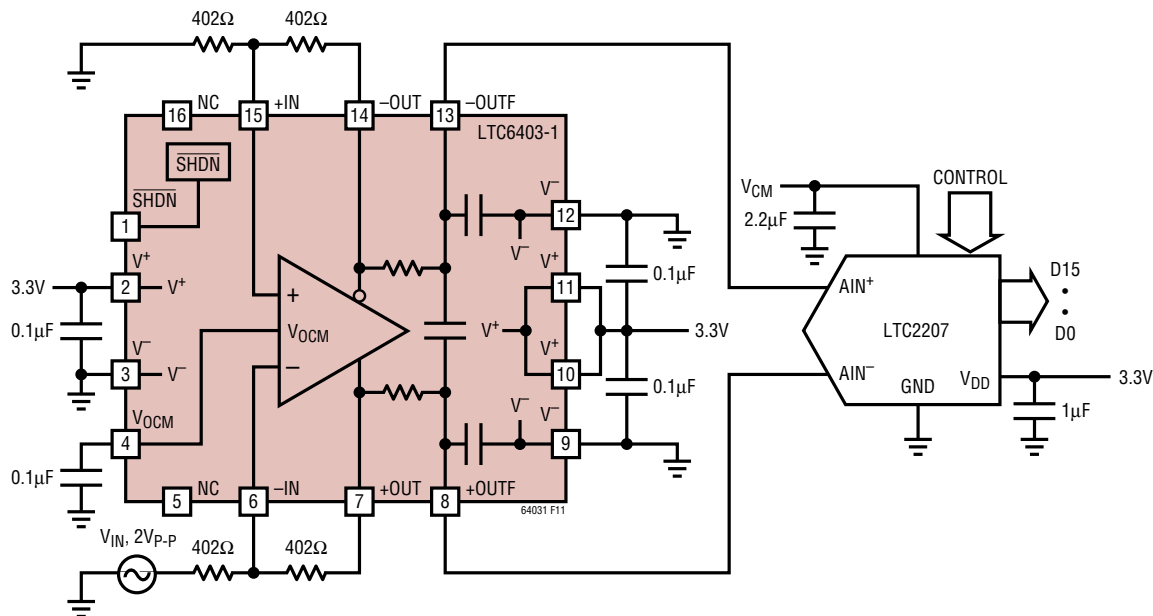 402Ω 402Ω
16 NC 15 +IN 14 –OUT 13 –OUTF
LTC6403-1
SHDN
SHDN
1
V+
3.3V 2 V+
0.1µF
V–
3 V–
VOCM
4
0.1µF
+
VOCM
–
V–
12
V–
V+
11
V+
V+
10
V–
V–
9
0.1µF
3.3V
0.1µF
5 NC 6 –IN 7 +OUT 8 +OUTF
64031 F11
VIN, 2VP-P
402Ω 402Ω
VCM
2.2µF
CONTROL
AIN+
LTC2207
AIN–
GND
VDD
D15
•
•
D0
3.3V
1µF